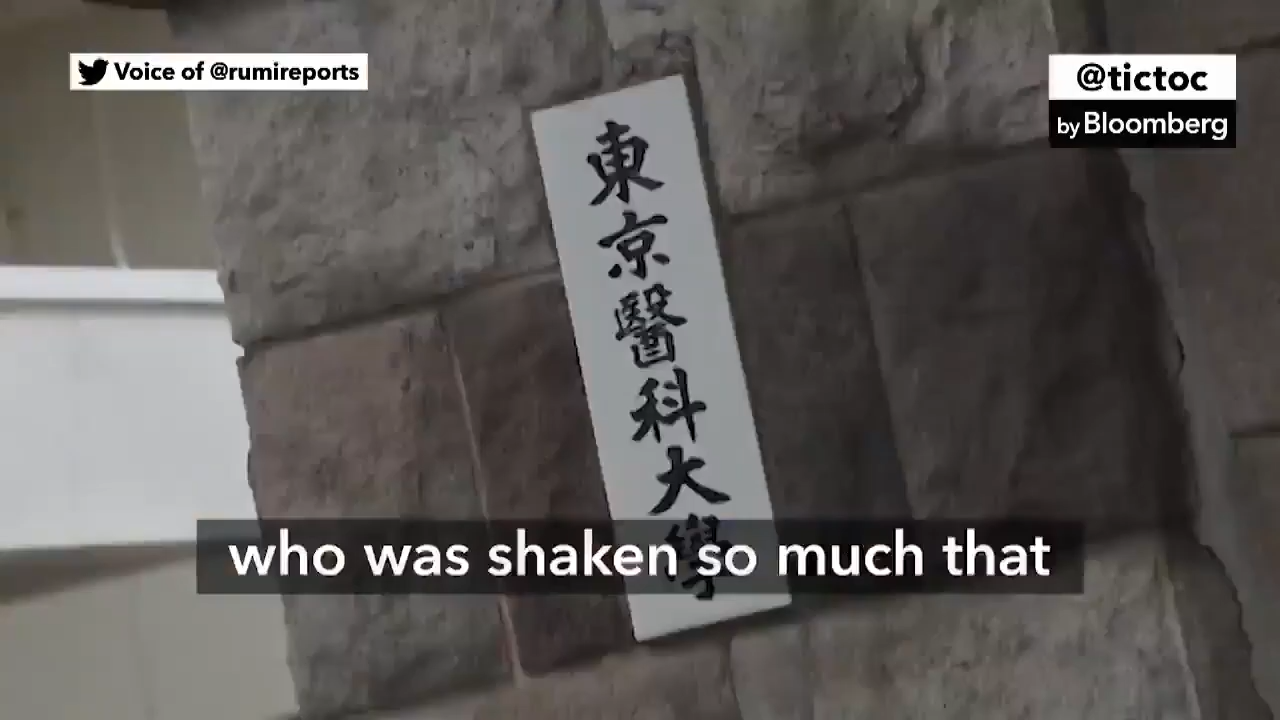 Voice of @rumireports
@tictoc
by Bloomberg
東京醫科大學
who was shaken so much that